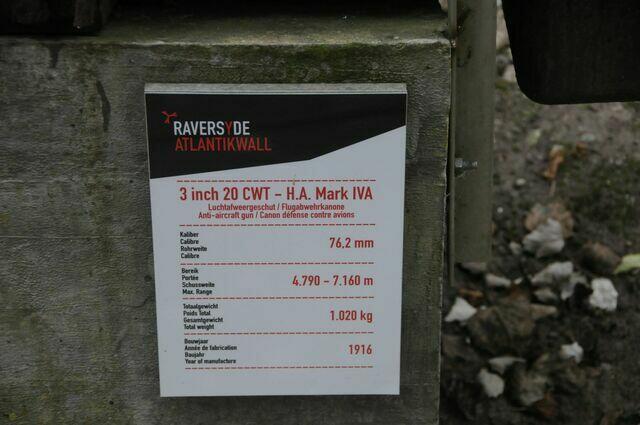 RAVERSYDE
ATLANTIKWALL
3 inch 20 CWT - H.A. Mark IVA
Luchtafweergeschut / Flugabwehrkanone
Anti-aircraft gun / Canon défense contre avions
Kaliber
Calibre
Rohrweite
Calibre
76,2 mm
Bereik
Portée
Schussweite
Max. Range
4.790 - 7.160 m
Totaalgewicht
Poids Total
Gesamtgewicht
Total weight
1.020 kg
Bouwjaar
Année de fabrication
Baujahr
Year of manufacture
1916